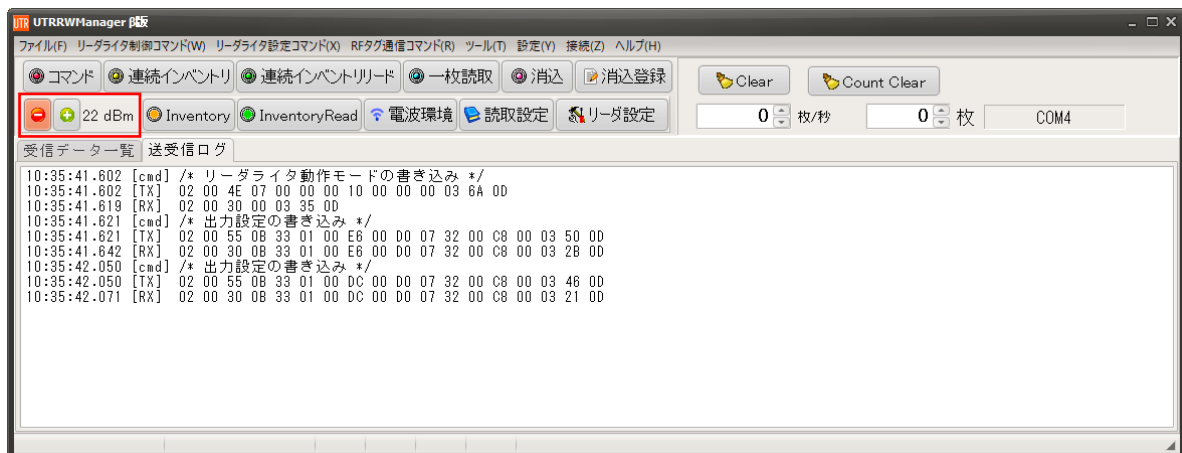 UTR UTRRWManager β版
ファイル(F) リーダライタ制御コマンド(W) リーダライタ設定コマンド(X) RFタグ通信コマンド(R) ツール(T) 設定(Y) 接続(Z) ヘルプ(H)
コマンド 連続インベントリ 連続インベントリリード 一枚読取 消込 消込登録 Clear Count Clear
22 dBm Inventory InventoryRead 電波環境 読取設定 リーダ設定 0 枚/秒 0 枚 COM4
受信データ一覧 送受信ログ
10:35:41.602 [cmd] /* リーダライタ動作モードの書き込み */
10:35:41.602 [TX] 02 00 4E 07 00 00 00 10 00 00 00 03 6A 0D
10:35:41.619 [RX] 02 00 30 00 03 35 0D
10:35:41.621 [cmd] /* 出力設定の書き込み */
10:35:41.621 [TX] 02 00 55 0B 33 01 00 E6 00 D0 07 32 00 C8 00 03 50 0D
10:35:41.642 [RX] 02 00 30 0B 33 01 00 E6 00 D0 07 32 00 C8 00 03 2B 0D
10:35:42.050 [cmd] /* 出力設定の書き込み */
10:35:42.050 [TX] 02 00 55 0B 33 01 00 DC 00 D0 07 32 00 C8 00 03 46 0D
10:35:42.071 [RX] 02 00 30 0B 33 01 00 DC 00 D0 07 32 00 C8 00 03 21 0D